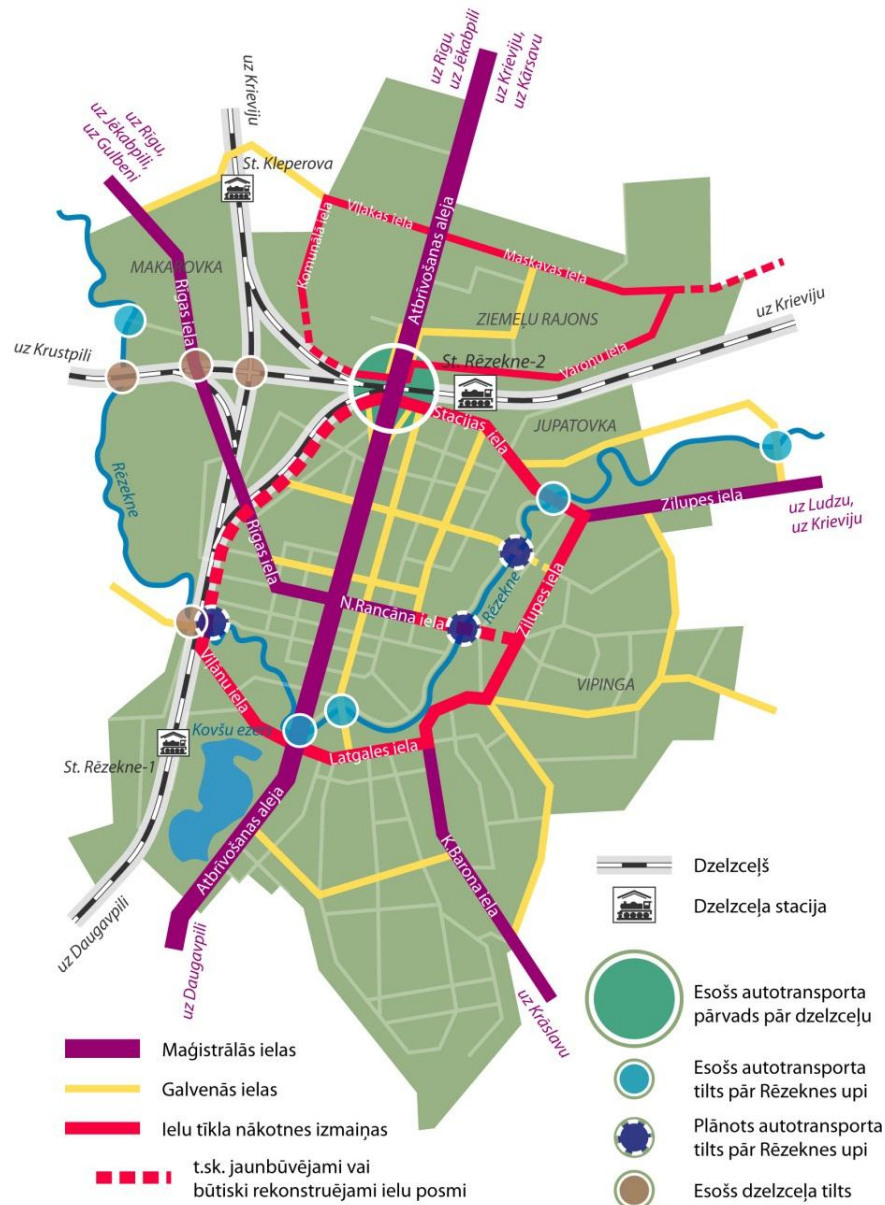 uz Rīgu,
uz Jēkabpili
uz Krieviju,
uz Kārsavu
uz Krieviju
uz Rīgu,
uz Jēkabpili,
uz Gulbeni
St. Kleperova
Viļakas iela
Komunālā iela
Atbrīvošanas aleja
Maskavas iela
MAKAROVKA
Rīgas iela
ZIEMEĻU RAJONS
uz Krieviju
uz Krustpili
St. Rēzekne-2
Varoņu iela
Stacijas iela
JUPATOVKA
Rēzekne
Zilupes iela
uz Ludzu,
uz Krieviju
Rīgas iela
Rēzekne
N.Rancāna iela
Zilupes iela
Viļānu iela
VIPINGA
Kovšu ezers
St. Rēzekne-1
Latgales iela
Atbrīvošanas aleja
K.Barona iela
uz Daugavpili
uz Daugavpili
uz Krāslavu
Dzelzceļš
Dzelzceļa stacija
Esošs autotransporta
pārvads pār dzelzceļu
Maģistrālās ielas
Esošs autotransporta
tilts pār Rēzeknes upi
Galvenās ielas
Ielu tīkla nākotnes izmaiņas
Plānots autotransporta
tilts pār Rēzeknes upi
t.sk. jaunbūvējami vai
būtiski rekonstruējami ielu posmi
Esošs dzelzceļa tilts